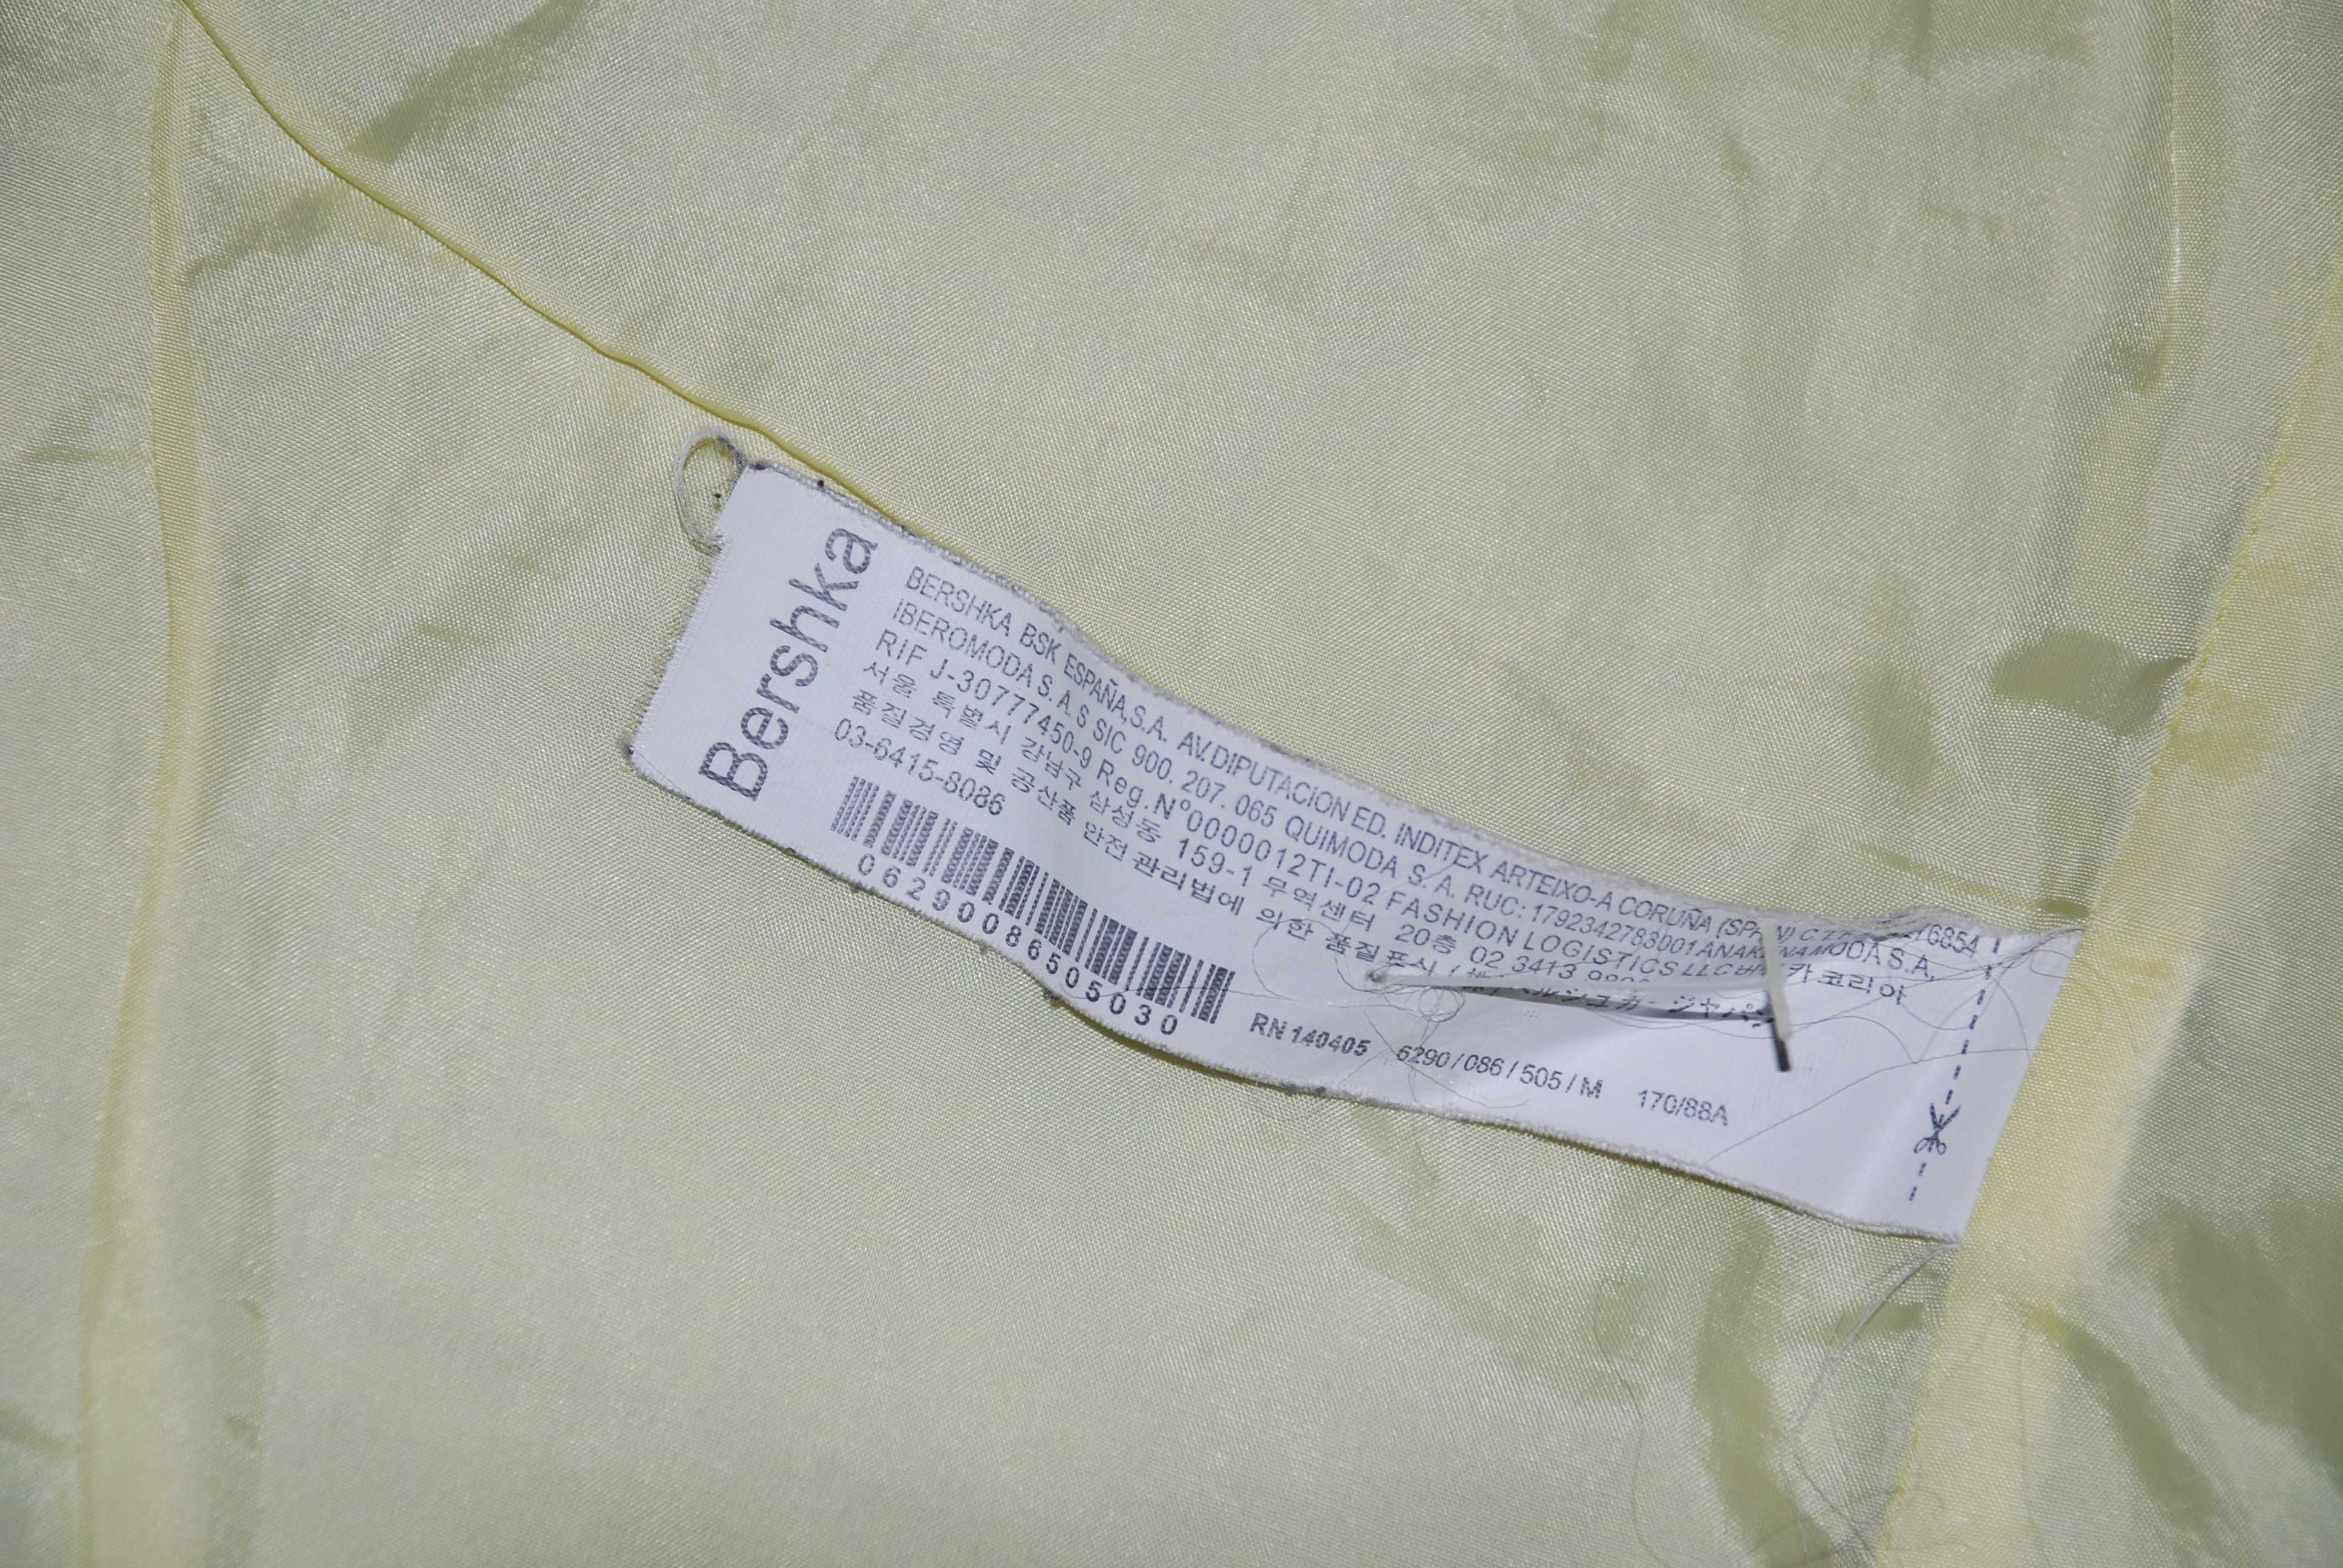 Bershka
BERSHKA BSK ESPAÑA,S.A. AV.DIPUTACION ED. INDITEX ARTEIXO-A CORUÑA
IBEROMODA S. A.S SIC 900. 207. 065 QUIMODA S. A. RUC: 1792342783001 S.A.
RIF J-30777450-9 Reg.Nº0000012TI-02 FASHION LOGISTICS LLC
서울 특별시 강남구 삼성동 159-1 무역센터 20층 02 3413
품질경영 및 공산품 안전 관리법에 의한 품질표시
03-6415-8086
06290086505030
RN 140405 6290/086/505/M 170/88A